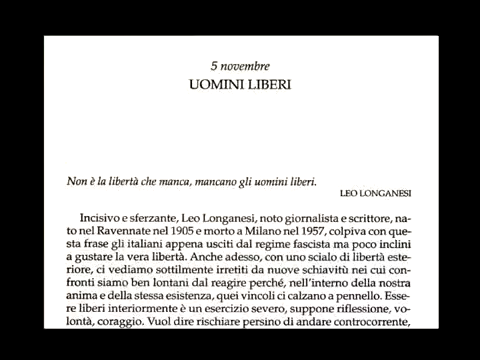 5 novembre
UOMINI LIBERI
Non è la libertà che manca, mancano gli uomini liberi.
LEO LONGANESI
Incisivo e sferzante, Leo Longanesi, noto giornalista e scrittore, na-
to nel Ravennate nel 1905 e morto a Milano nel 1957, colpiva con que-
sta frase gli italiani appena usciti dal regime fascista ma poco inclini
a gustare la vera libertà. Anche adesso, con uno scialo di libertà este-
riore, ci vediamo sottilmente irretiti da nuove schiavitù nei cui con-
fronti siamo ben lontani dal reagire perché, nell'interno della nostra
anima e della stessa esistenza, quei vincoli ci calzano a pennello. Esse-
re liberi interiormente è un esercizio severo, suppone riflessione, vo-
lontà, coraggio. Vuol dire rischiare persino di andare controcorrente,